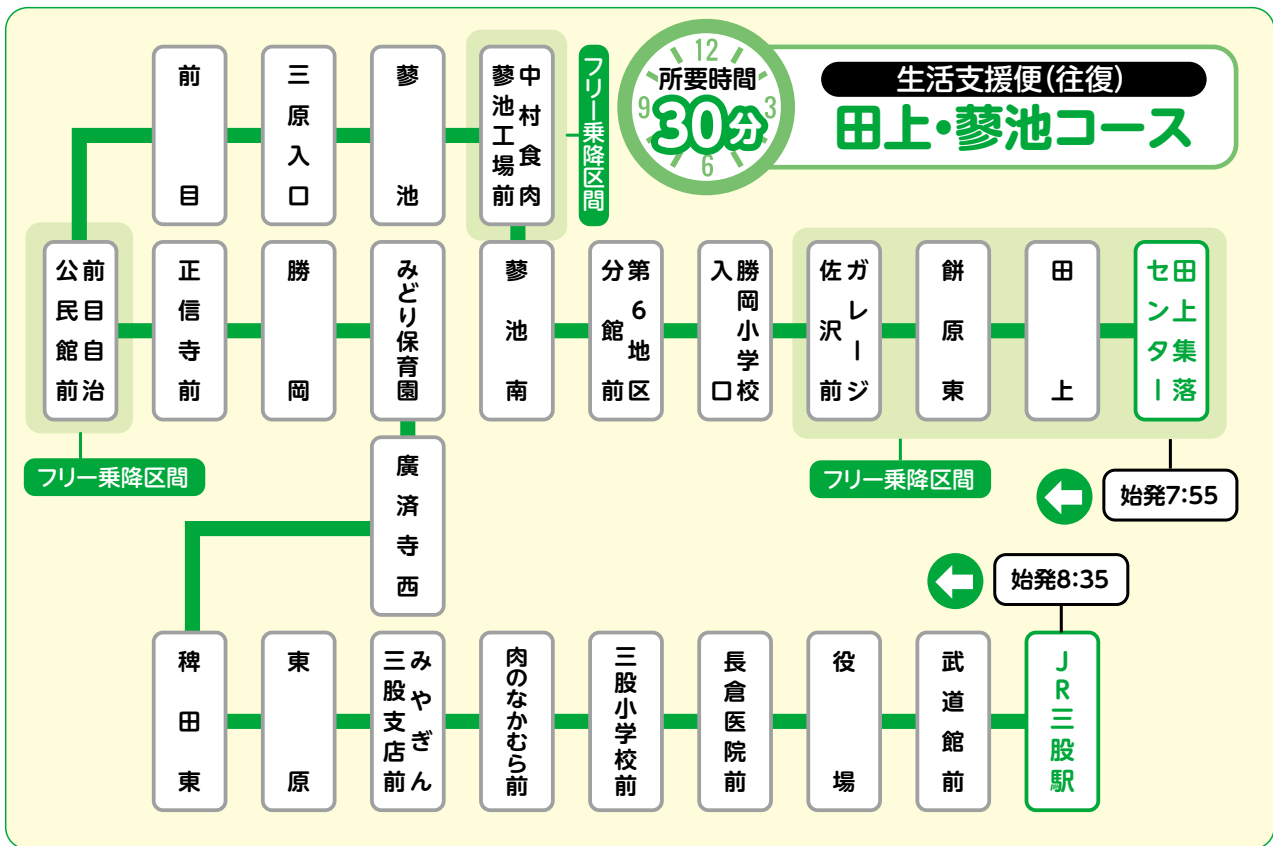 生活支援便(往復)
田上・蓼池コース
所要時間
30分
12
3
6
9
前目
三原入口
蓼池
中村食肉
蓼池工場前
フリー乗降区間
前目自治
公民館前
正信寺前
勝岡
みどり保育園
蓼池南
第6地区
分館前
勝岡小学校
入口
ガレージ
佐沢前
餅原東
田上
田上集落
センター
フリー乗降区間
フリー乗降区間
始発7:55
廣済寺西
始発8:35
稗田東
東原
みやぎん
三股支店前
肉のなかむら前
三股小学校前
長倉医院前
役場
武道館前
JR三股駅